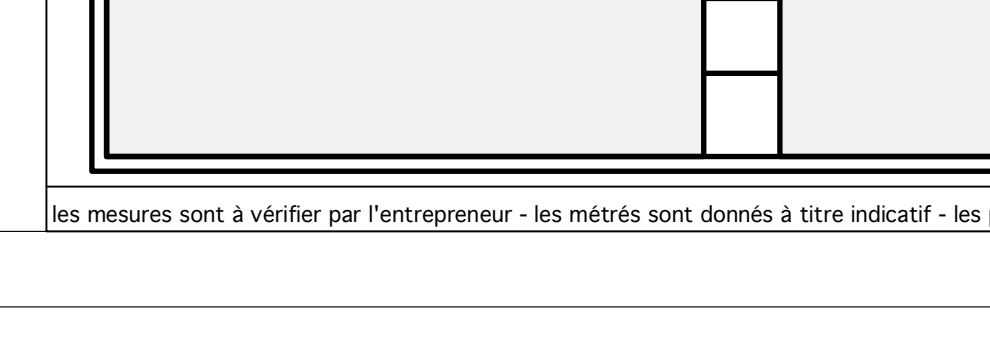 les mesures sont à vérifier par l'entrepreneur - les métrés sont donnés à titre indicatif - les